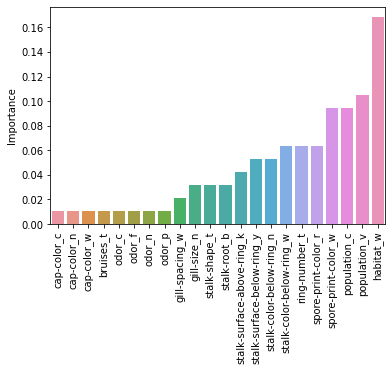 Importance
0.16
0.14
0.12
0.10
0.08
0.06
0.04
0.02
0.00
cap-color_c
cap-color_n
cap-color_w
bruises_t
odor_c
odor_f
odor_n
odor_p
gill-spacing_w
gill-size_n
stalk-shape_t
stalk-root_b
stalk-surface-above-ring_k
stalk-surface-below-ring_y
stalk-color-below-ring_n
stalk-color-below-ring_w
ring-number_t
spore-print-color_r
spore-print-color_w
population_c
population_v
habitat_w